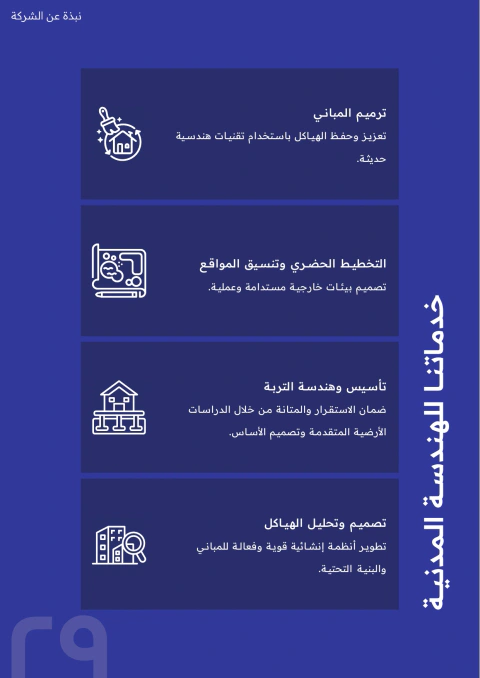 نبذة عن الشركة
خدماتنا للهندسة المدنية
ترميم المباني
تعزيز وحفظ الهياكل باستخدام تقنيات هندسية
حديثة.
التخطيط الحضري وتنسيق المواقع
تصميم بيئات خارجية مستدامة وعملية.
تأسيس وهندسة التربة
ضمان الاستقرار والمتانة من خلال الدراسات
الأرضية المتقدمة وتصميم الأساس.
تصميم وتحليل الهياكل
تطوير أنظمة إنشائية قوية وفعالة للمباني
والبنية التحتية.